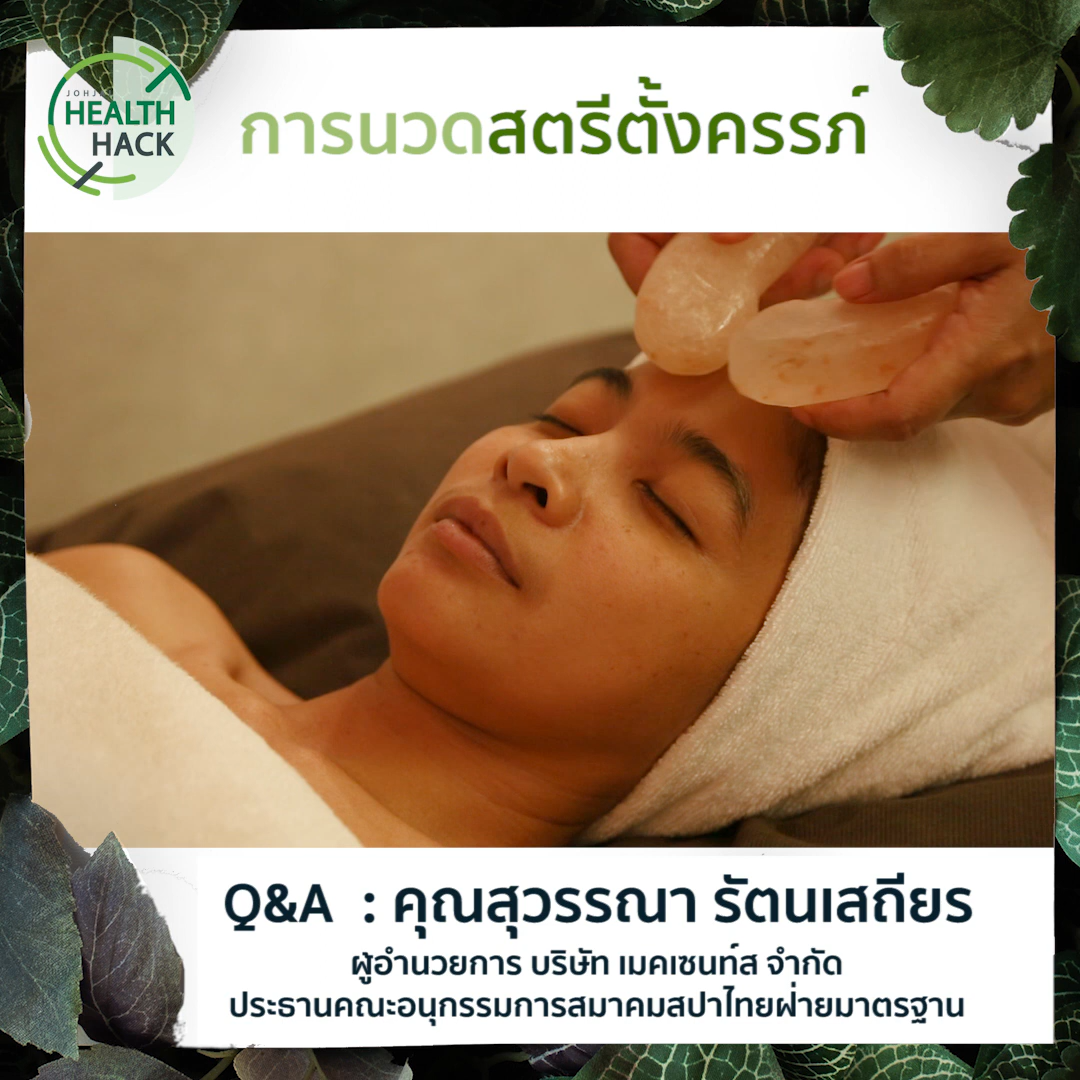 JOHJ
HEALTH
HACK
การนวดสตรีตั้งครรภ์
Q&A : คุณสุวรรณา รัตนเสถียร
ผู้อำนวยการ บริษัท เมคเซนท์ส จำกัด
ประธานคณะอนุกรรมการสมาคมสปาไทยฝ่ายมาตรฐาน